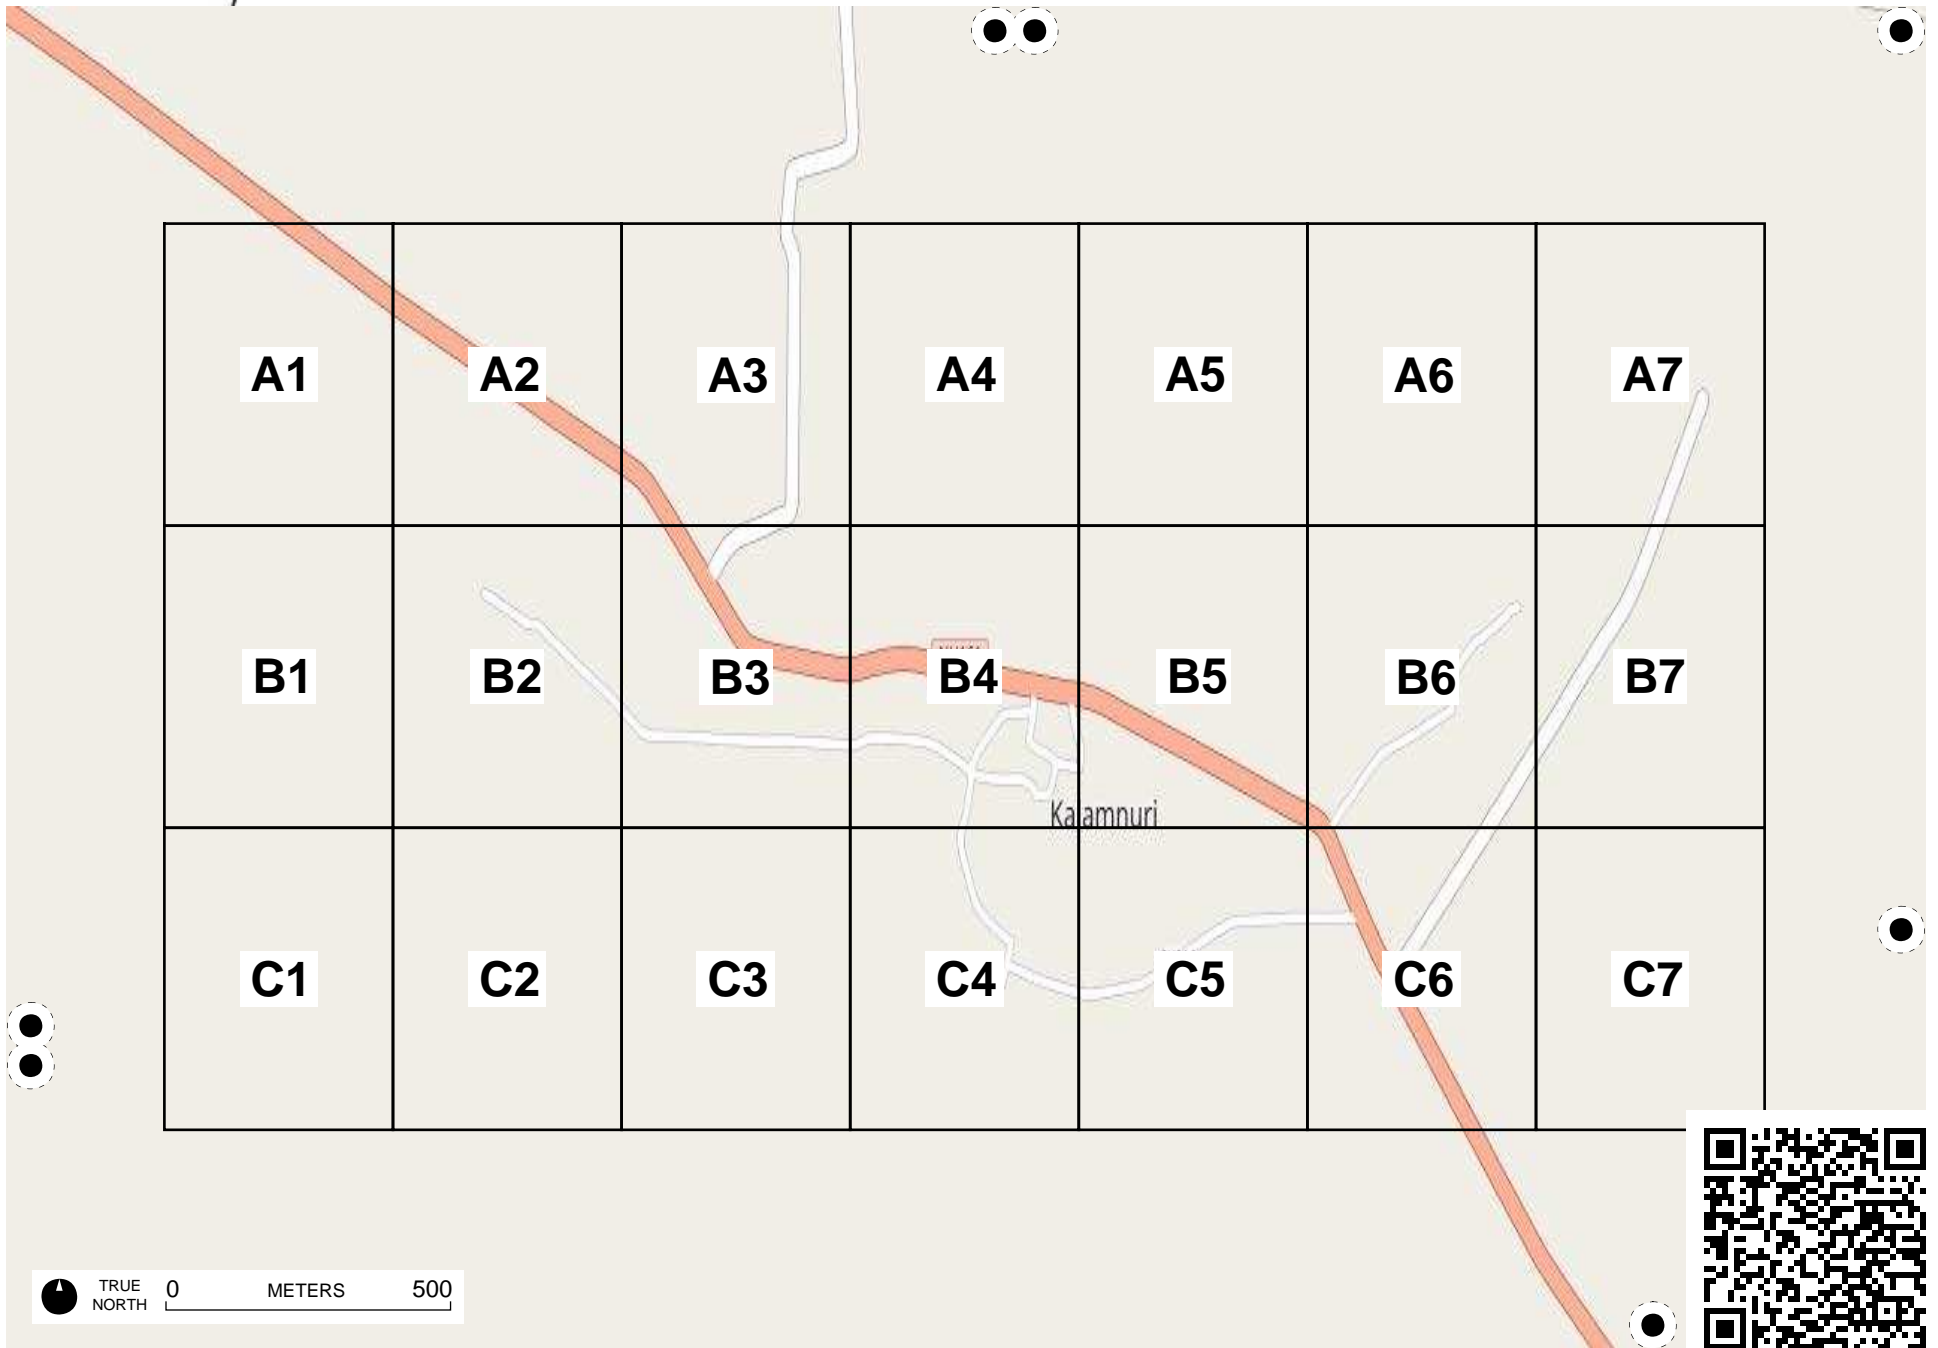 A1 A2 A3 A4 A5 A6 A7
B1 B2 B3 B4 B5 B6 B7
Kalamnuri
C1 C2 C3 C4 C5 C6 C7
TRUE NORTH 0 METERS 500